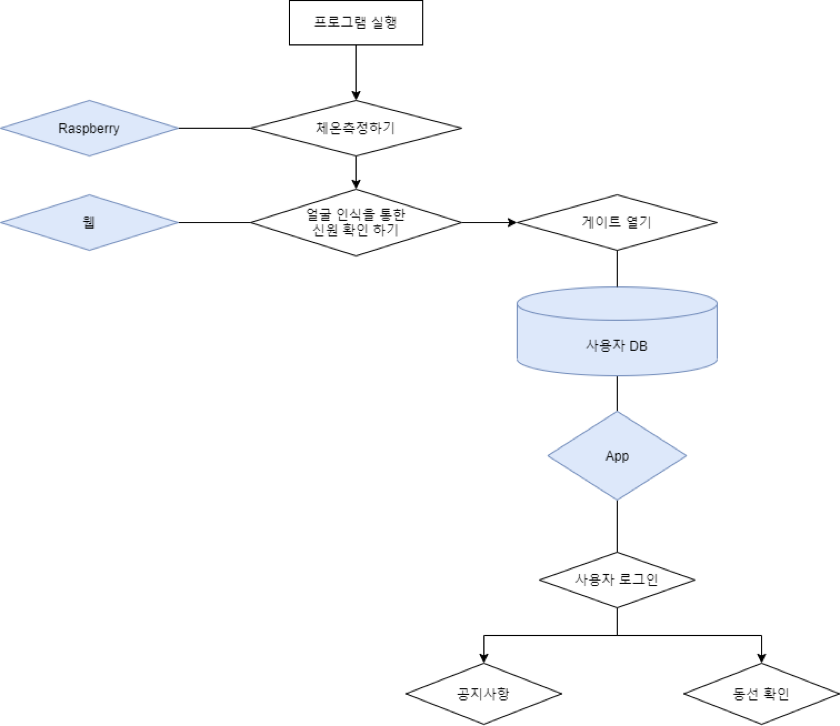 프로그램 실행
Raspberry
체온측정하기
웹
얼굴 인식을 통한
신원 확인 하기
게이트 열기
사용자 DB
App
사용자 로그인
공지사항
동선 확인